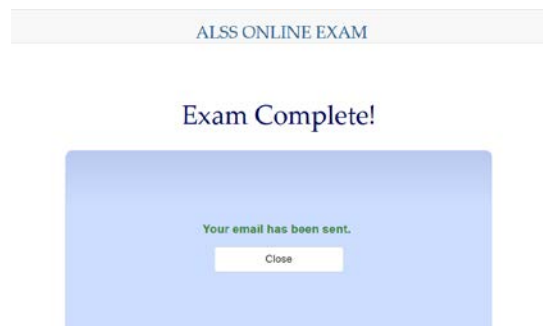 ALSS ONLINE EXAM
Exam Complete!
Your email has been sent.
Close